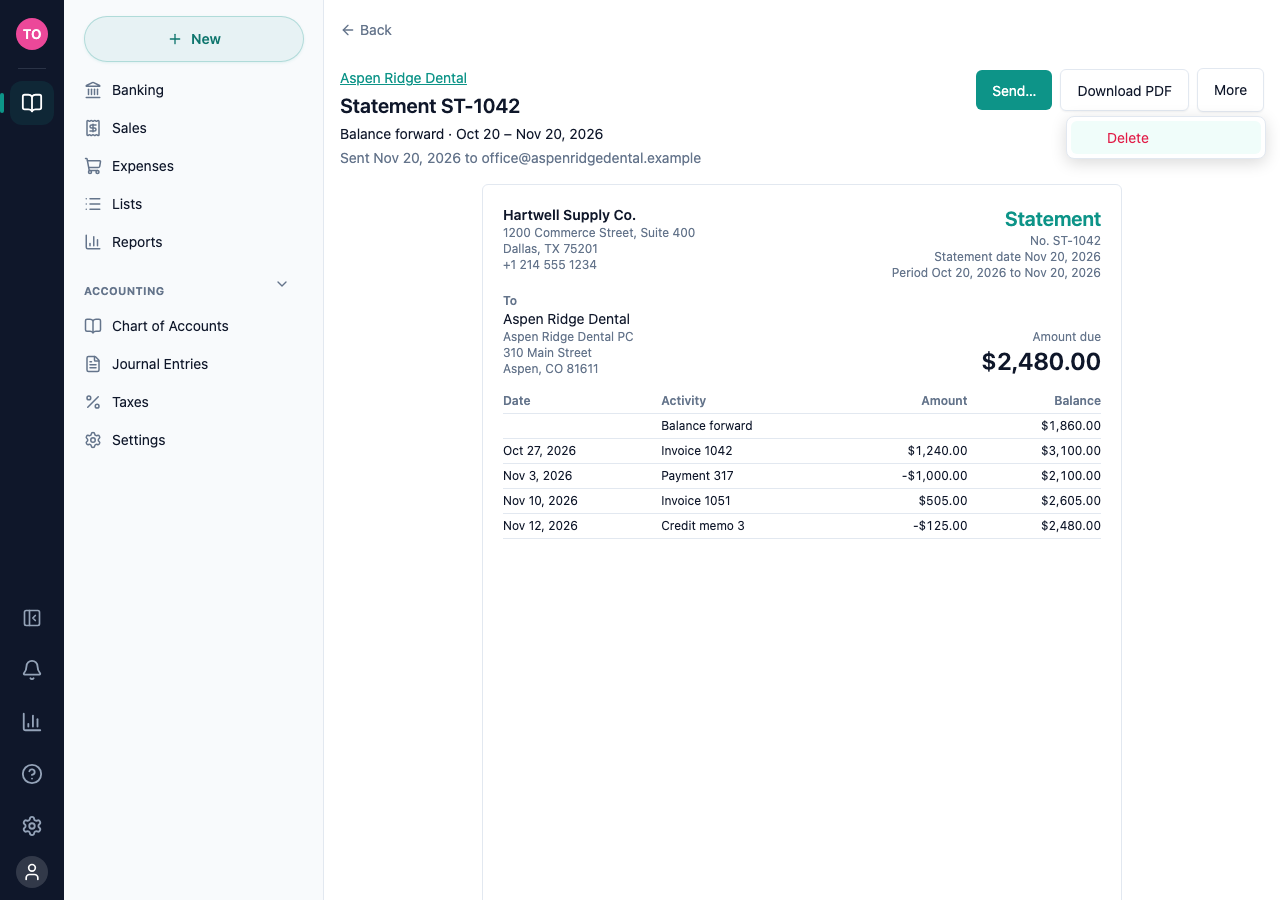 TO
New
Banking
Sales
Expenses
Lists
Reports
ACCOUNTING
Chart of Accounts
Journal Entries
Taxes
Settings
Back
Aspen Ridge Dental
Statement ST-1042
Balance forward · Oct 20 – Nov 20, 2026
Sent Nov 20, 2026 to office@aspenridgedental.example
Send...
Download PDF
More
Delete
Hartwell Supply Co.
1200 Commerce Street, Suite 400
Dallas, TX 75201
+1 214 555 1234
Statement
No. ST-1042
Statement date Nov 20, 2026
Period Oct 20, 2026 to Nov 20, 2026
To
Aspen Ridge Dental
Aspen Ridge Dental PC
310 Main Street
Aspen, CO 81611
Amount due
$2,480.00
Date Activity Amount Balance
Balance forward $1,860.00
Oct 27, 2026 Invoice 1042 $1,240.00 $3,100.00
Nov 3, 2026 Payment 317 -$1,000.00 $2,100.00
Nov 10, 2026 Invoice 1051 $505.00 $2,605.00
Nov 12, 2026 Credit memo 3 -$125.00 $2,480.00